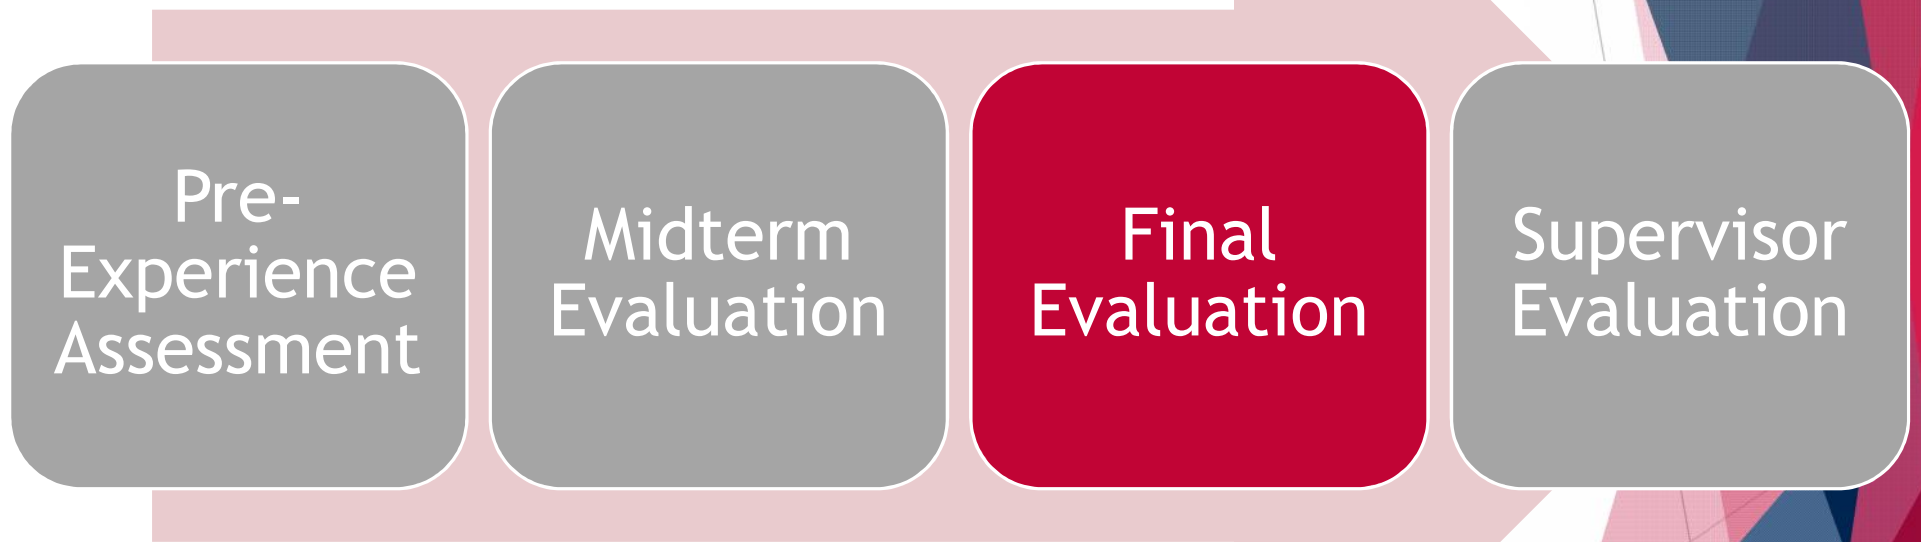 Pre-
Experience
Assessment
Midterm
Evaluation
Final
Evaluation
Supervisor
Evaluation